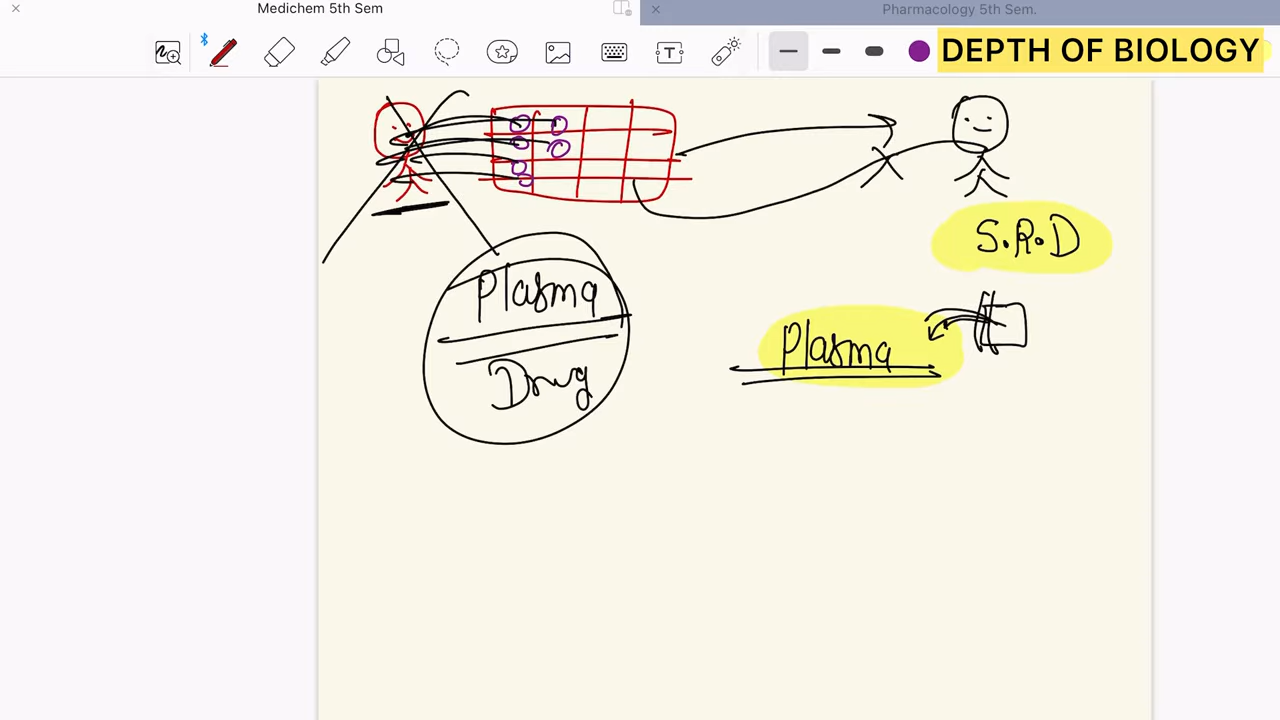 Medichem 5th Sem
Pharmacology 5th Sem.
DEPTH OF BIOLOGY
S.R.D
Plasma
Drug
Plasma